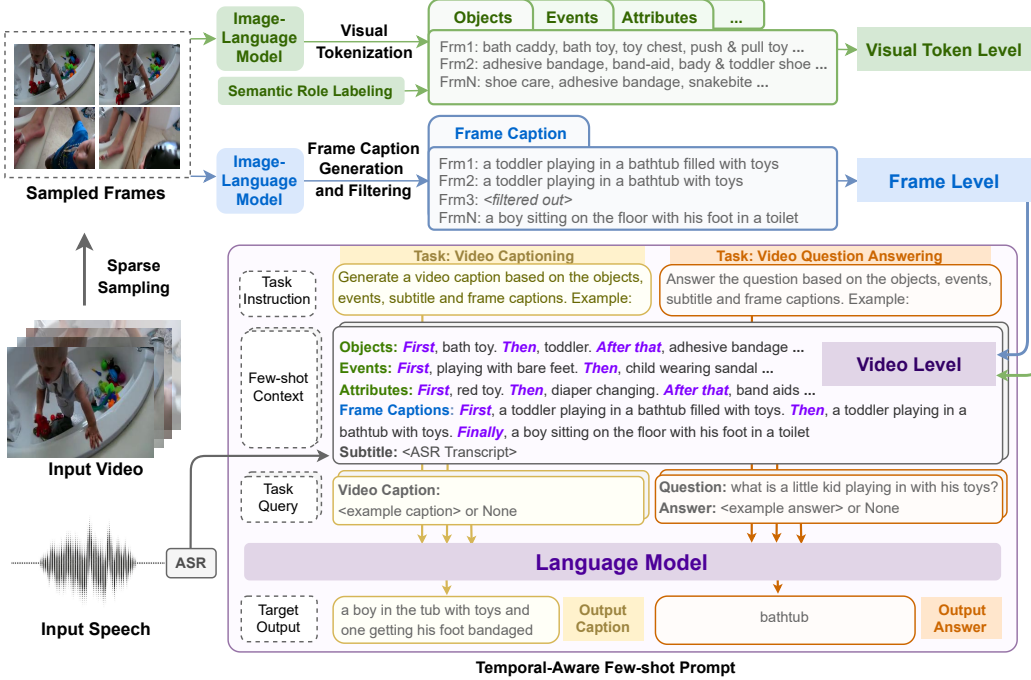 Objects
Events
Attributes
...
Image-
Language
Model
Visual
Tokenization
Frm1: bath caddy, bath toy, toy chest, push & pull toy ...
Frm2: adhesive bandage, band-aid, bady & toddler shoe ...
FrmN: shoe care, adhesive bandage, snakebite ...
Visual Token Level
Semantic Role Labeling
Frame Caption
Image-
Language
Model
Frame Caption
Generation
and Filtering
Frm1: a toddler playing in a bathtub filled with toys
Frm2: a toddler playing in a bathtub with toys
Frm3: <filtered out>
FrmN: a boy sitting on the floor with his foot in a toilet
Frame Level
Sampled Frames
Sparse
Sampling
Input Video
ASR
Input Speech
Task: Video Captioning
Task: Video Question Answering
Task
Instruction
Generate a video caption based on the objects,
events, subtitle and frame captions. Example:
Answer the question based on the objects, events,
subtitle and frame captions. Example:
Few-shot
Context
Objects: First, bath toy. Then, toddler. After that, adhesive bandage ...
Events: First, playing with bare feet. Then, child wearing sandal ...
Attributes: First, red toy. Then, diaper changing. After that, band aids ...
Frame Captions: First, a toddler playing in a bathtub filled with toys. Then, a toddler playing in a
bathtub with toys. Finally, a boy sitting on the floor with his foot in a toilet
Subtitle: <ASR Transcript>
Video Level
Task
Query
Video Caption:
<example caption> or None
Question: what is a little kid playing in with his toys?
Answer: <example answer> or None
Language Model
Target
Output
a boy in the tub with toys and
one getting his foot bandaged
Output
Caption
bathtub
Output
Answer
Temporal-Aware Few-shot Prompt